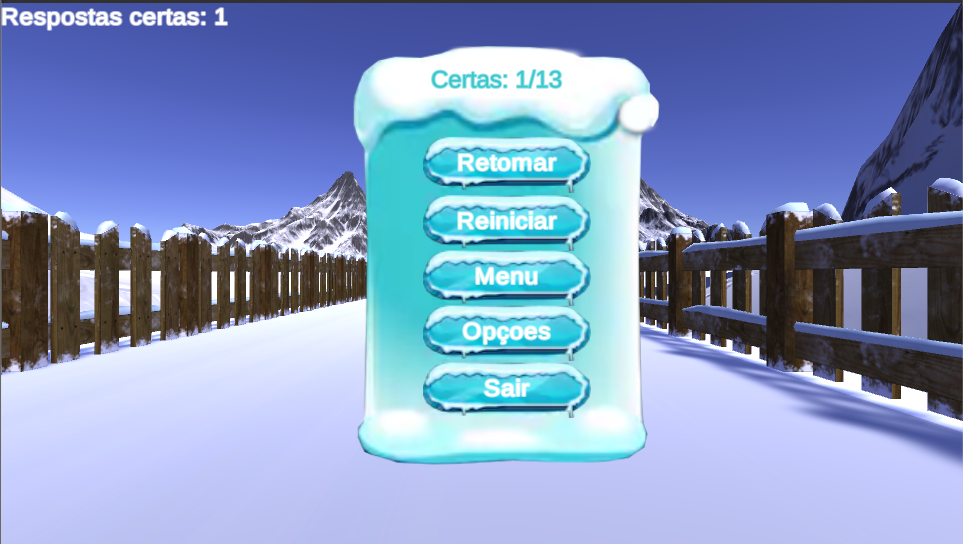 Respostas certas: 1
Certas: 1/13
Retomar
Reiniciar
Menu
Opçoes
Sair